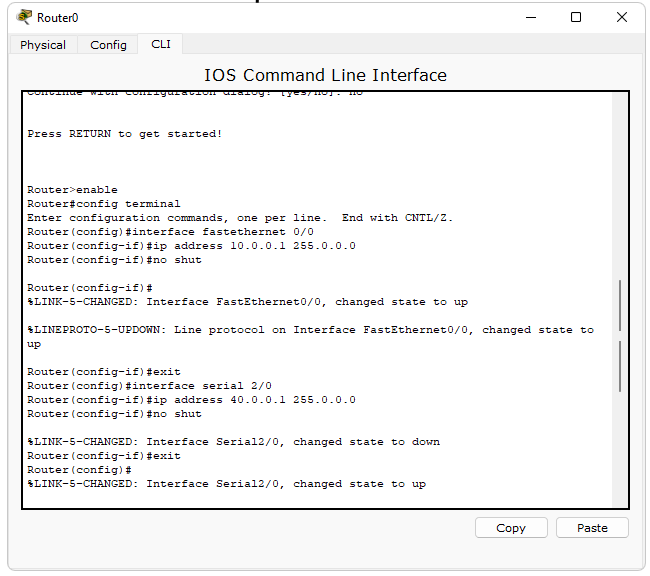 Router0
Physical Config CLI
IOS Command Line Interface
Continue with configuration dialog? [yes/no]: no
Press RETURN to get started!
Router>enable
Router#config terminal
Enter configuration commands, one per line.  End with CNTL/Z.
Router(config)#interface fastethernet 0/0
Router(config-if)#ip address 10.0.0.1 255.0.0.0
Router(config-if)#no shut
Router(config-if)#
%LINK-5-CHANGED: Interface FastEthernet0/0, changed state to up
%LINEPROTO-5-UPDOWN: Line protocol on Interface FastEthernet0/0, changed state to
up
Router(config-if)#exit
Router(config)#interface serial 2/0
Router(config-if)#ip address 40.0.0.1 255.0.0.0
Router(config-if)#no shut
%LINK-5-CHANGED: Interface Serial2/0, changed state to down
Router(config-if)#exit
Router(config)#
%LINK-5-CHANGED: Interface Serial2/0, changed state to up
Copy Paste